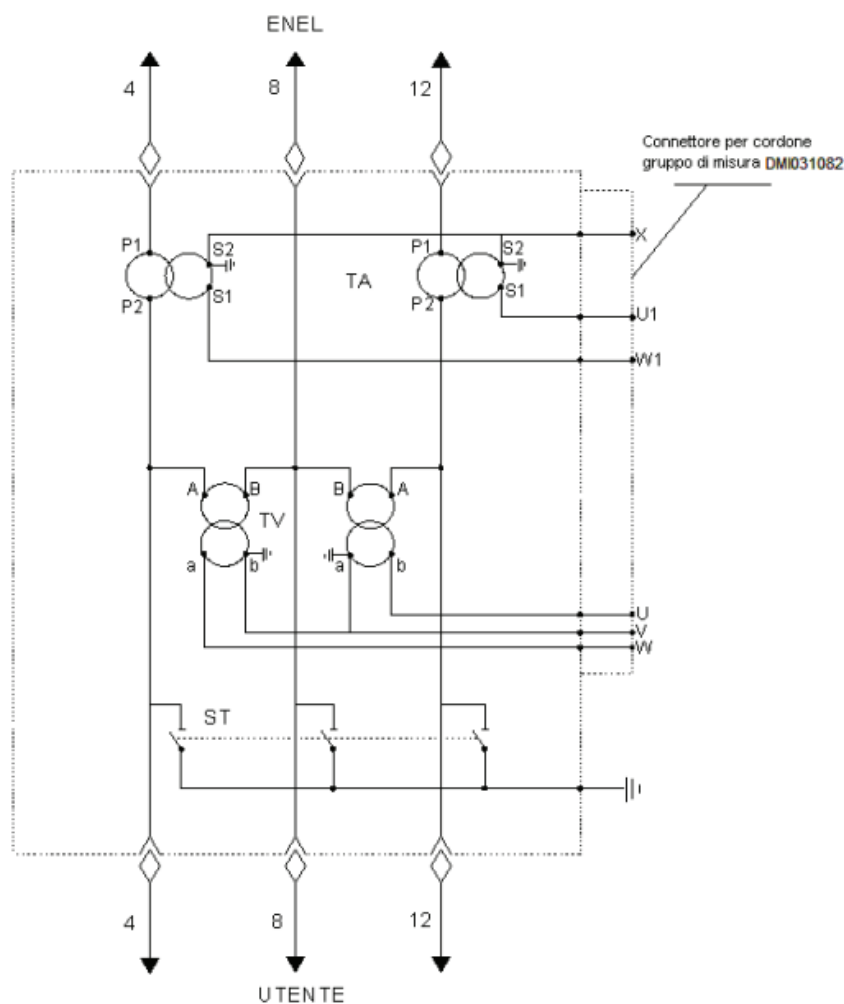 ENEL
4
8
12
Connettore per cordone
gruppo di misura DMI031082
P1
S2
P1
S2
X
TA
P2
S1
P2
S1
U1
W1
A
B
B
A
TV
a
b
a
b
U
V
W
ST
4
8
12
UTENTE